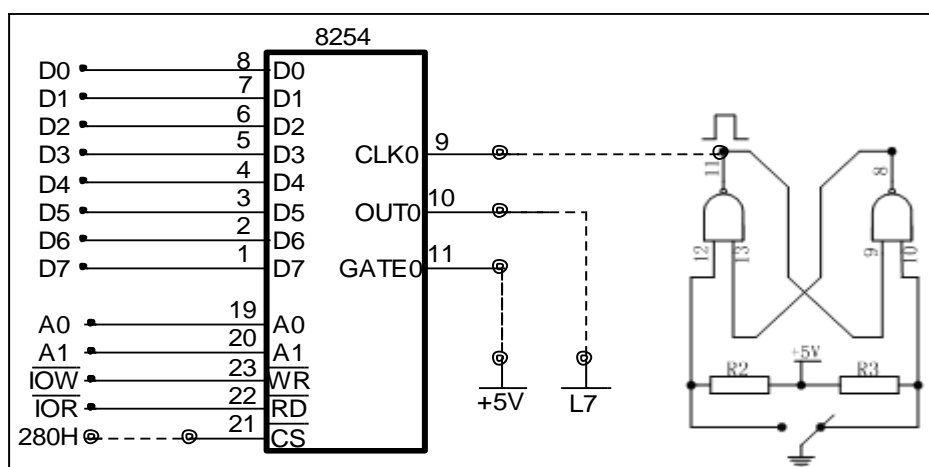 8254
D0 8 D0
D1 7 D1
D2 6 D2
D3 5 D3 CLK0 9 11 8
D4 4 D4
D5 3 D5 OUT0 10
D6 2 D6
D7 1 D7 GATE0 11 12 13 9 10
A0 19 A0
A1 20 A1
IOW 23 WR +5V L7 R2 +5V R3
IOR 22 RD
280H 21 CS